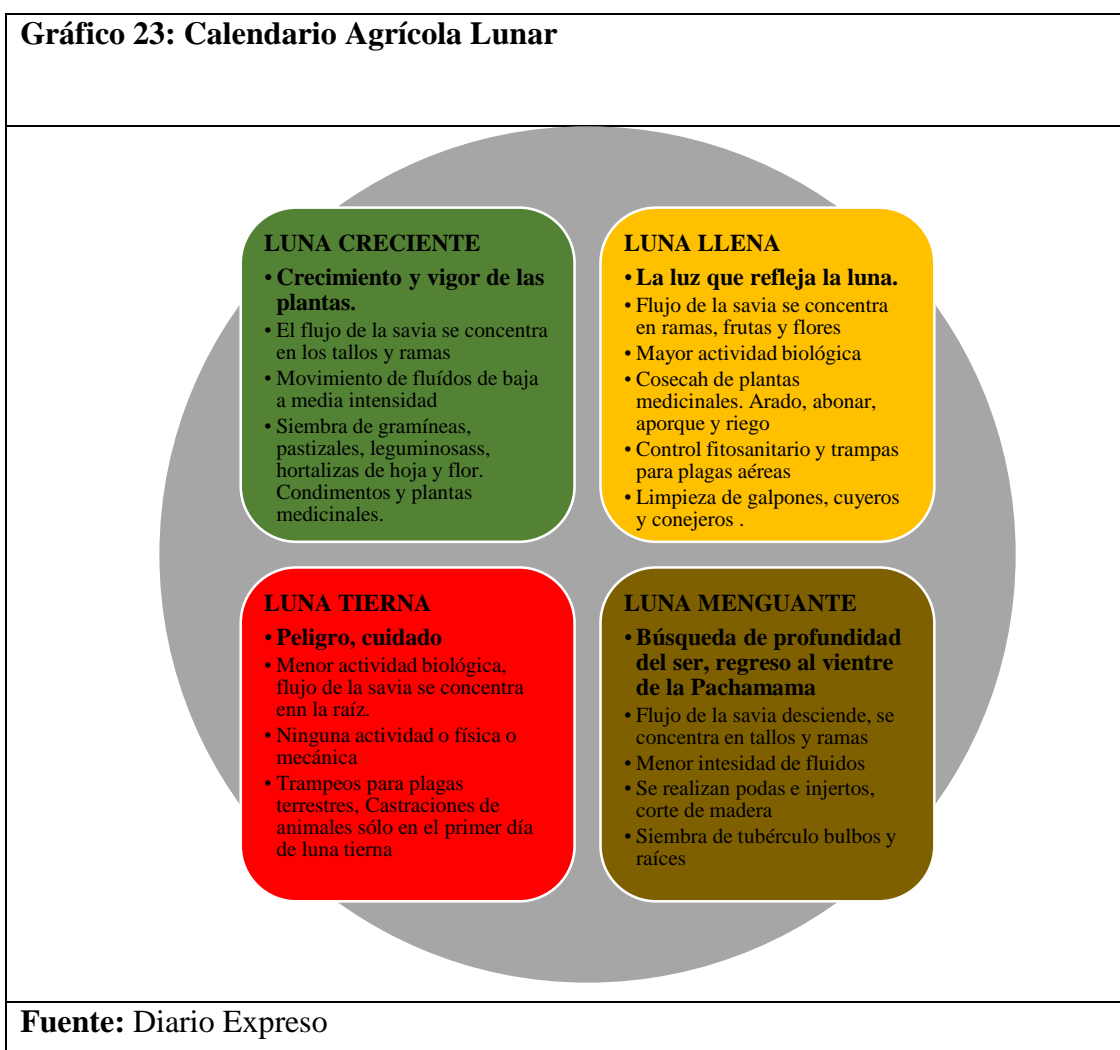 Gráfico 23: Calendario Agrícola Lunar
LUNA CRECIENTE
• Crecimiento y vigor de las
plantas.
• El flujo de la savia se concentra
en los tallos y ramas
• Movimiento de fluídos de baja
a media intensidad
• Siembra de gramíneas,
pastizales, leguminosass,
hortalizas de hoja y flor.
Condimentos y plantas
medicinales.
LUNA LLENA
• La luz que refleja la luna.
• Flujo de la savia se concentra
en ramas, frutas y flores
• Mayor actividad biológica
• Cosecah de plantas
medicinales. Arado, abonar,
aporque y riego
• Control fitosanitario y trampas
para plagas aéreas
• Limpieza de galpones, cuyeros
y conejeros .
LUNA TIERNA
• Peligro, cuidado
• Menor actividad biológica,
flujo de la savia se concentra
enn la raíz.
• Ninguna actividad o física o
mecánica
• Trampeos para plagas
terrestres, Castraciones de
animales sólo en el primer día
de luna tierna
LUNA MENGUANTE
• Búsqueda de profundidad
del ser, regreso al vientre
de la Pachamama
• Flujo de la savia desciende, se
concentra en tallos y ramas
• Menor intesidad de fluidos
• Se realizan podas e injertos,
corte de madera
• Siembra de tubérculo bulbos y
raíces
Fuente: Diario Expreso